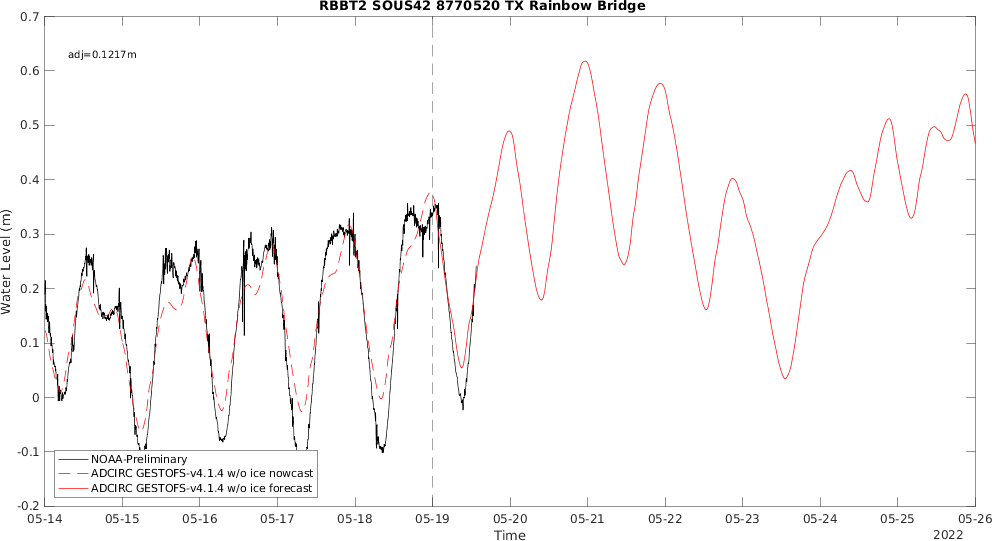 RBBT2 SOUS42 8770520 TX Rainbow Bridge
adj=0.1217m
0.7
0.6
0.5
0.4
0.3
0.2
0.1
0
-0.1
-0.2
Water Level (m)
NOAA-Preliminary
ADCIRC GESTOFS-v4.1.4 w/o ice nowcast
ADCIRC GESTOFS-v4.1.4 w/o ice forecast
05-14 05-15 05-16 05-17 05-18 05-19 05-20 05-21 05-22 05-23 05-24 05-25 05-26
Time
2022